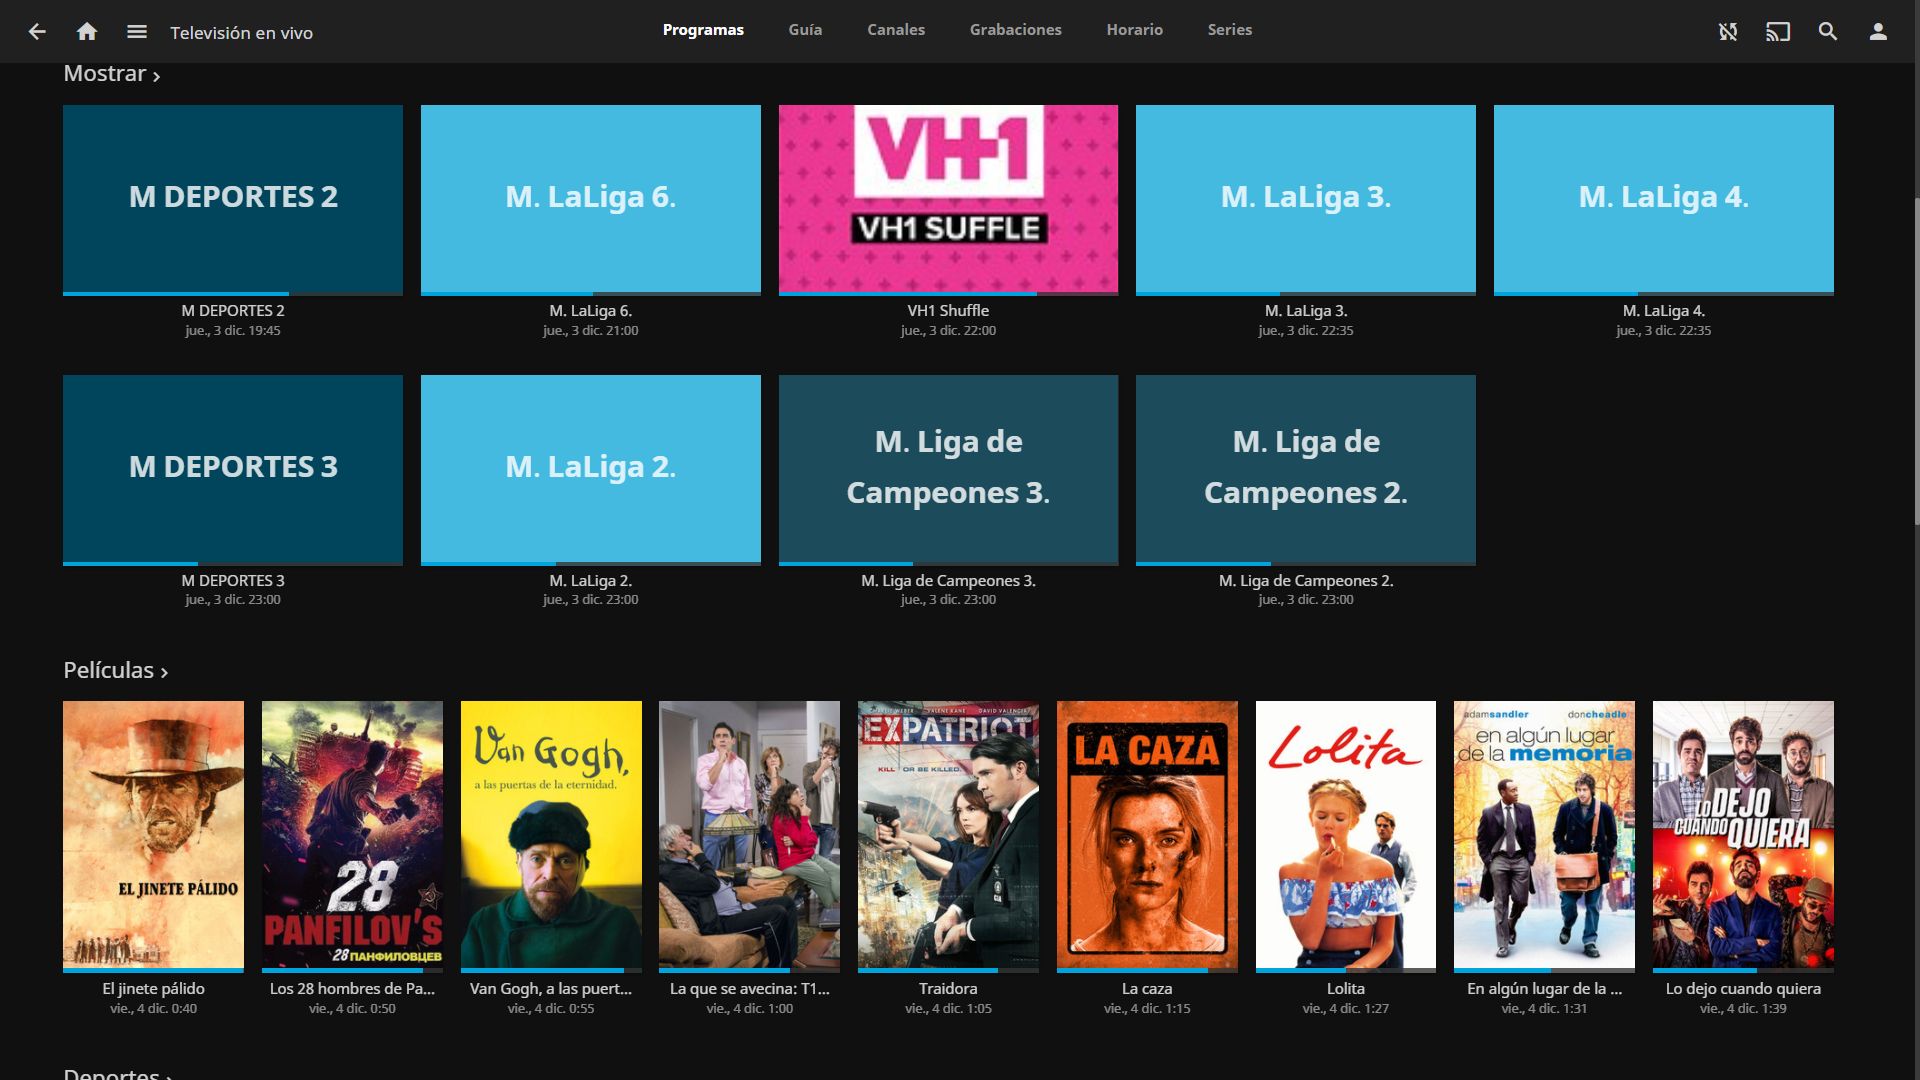 Televisión en vivo
Programas
Guía
Canales
Grabaciones
Horario
Series
Mostrar
M DEPORTES 2
M. LaLiga 6.
VH1
VH1 SUFFLE
M. LaLiga 3.
M. LaLiga 4.
M DEPORTES 2
jue., 3 dic. 19:45
M. LaLiga 6.
jue., 3 dic. 21:00
VH1 Shuffle
jue., 3 dic. 22:00
M. LaLiga 3.
jue., 3 dic. 22:35
M. LaLiga 4.
jue., 3 dic. 22:35
M DEPORTES 3
M. LaLiga 2.
M. Liga de
Campeones 3.
M. Liga de
Campeones 2.
M DEPORTES 3
jue., 3 dic. 23:00
M. LaLiga 2.
jue., 3 dic. 23:00
M. Liga de Campeones 3.
jue., 3 dic. 23:00
M. Liga de Campeones 2.
jue., 3 dic. 23:00
Películas
EL JINETE PÁLIDO
28
PANFILOV'S
28 ПАНФИЛОВЦЕВ
Van Gogh,
a las puertas de la eternidad.
CHARLIE WEBER VALENE KANE DAVID VALENCIA
EXPATRIOT
KILL OR BE KILLED.
LA CAZA
Lolita
adamsandler doncheadle
en algún lugar
de la memoria
LO DEJO
CUANDO QUIERA
El jinete pálido
vie., 4 dic. 0:40
Los 28 hombres de Pa...
vie., 4 dic. 0:50
Van Gogh, a las puert...
vie., 4 dic. 0:55
La que se avecina: T1...
vie., 4 dic. 1:00
Traidora
vie., 4 dic. 1:05
La caza
vie., 4 dic. 1:15
Lolita
vie., 4 dic. 1:27
En algún lugar de la ...
vie., 4 dic. 1:31
Lo dejo cuando quiera
vie., 4 dic. 1:39
Deportes